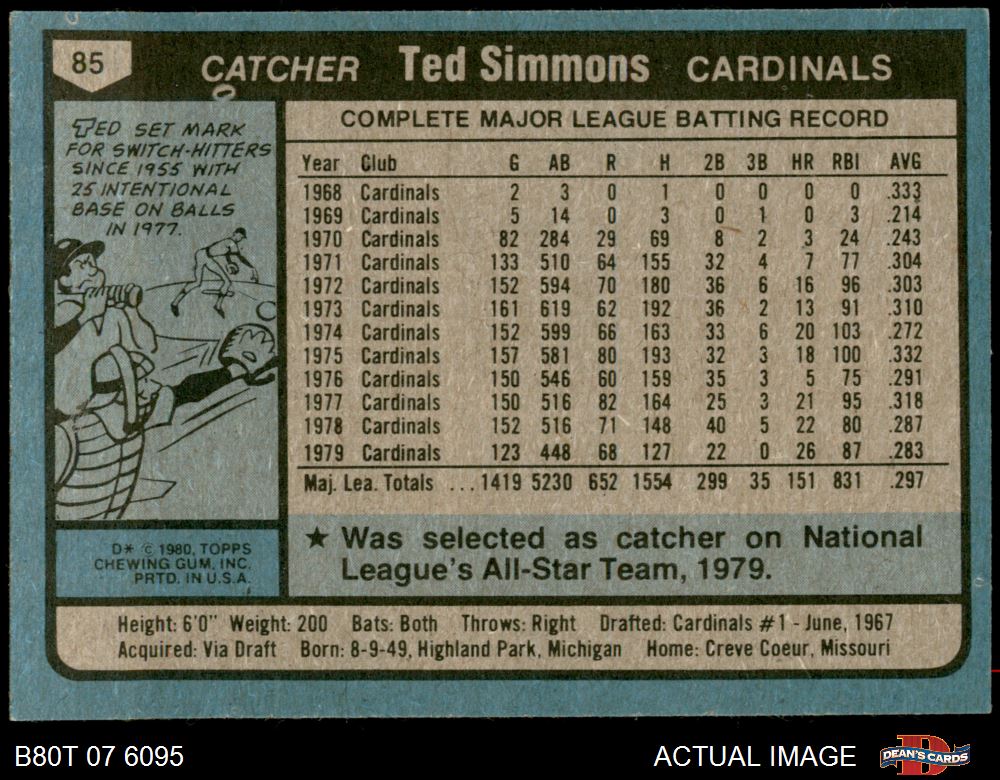 85
CATCHER Ted Simmons CARDINALS
TED SET MARK
FOR SWITCH-HITTERS
SINCE 1955 WITH
25 INTENTIONAL
BASE ON BALLS
IN 1977.
COMPLETE MAJOR LEAGUE BATTING RECORD
Year Club G AB R H 2B 3B HR RBI AVG
1968 Cardinals 2 3 0 1 0 0 0 0 .333
1969 Cardinals 5 14 0 3 0 1 0 3 .214
1970 Cardinals 82 284 29 69 8 2 3 24 .243
1971 Cardinals 133 510 64 155 32 4 7 77 .304
1972 Cardinals 152 594 70 180 36 6 16 96 .303
1973 Cardinals 161 619 62 192 36 2 13 91 .310
1974 Cardinals 152 599 66 163 33 6 20 103 .272
1975 Cardinals 157 581 80 193 32 3 18 100 .332
1976 Cardinals 150 546 60 159 35 3 5 75 .291
1977 Cardinals 150 516 82 164 25 3 21 95 .318
1978 Cardinals 152 516 71 148 40 5 22 80 .287
1979 Cardinals 123 448 68 127 22 0 26 87 .283
Maj. Lea. Totals ... 1419 5230 652 1554 299 35 151 831 .297
D* © 1980, TOPPS
CHEWING GUM, INC.
PRTD. IN U.S.A.
★ Was selected as catcher on National
League's All-Star Team, 1979.
Height: 6'0" Weight: 200 Bats: Both Throws: Right Drafted: Cardinals #1 - June, 1967
Acquired: Via Draft Born: 8-9-49, Highland Park, Michigan Home: Creve Coeur, Missouri
B80T 07 6095 ACTUAL IMAGE
D
DEAN'S CARDS